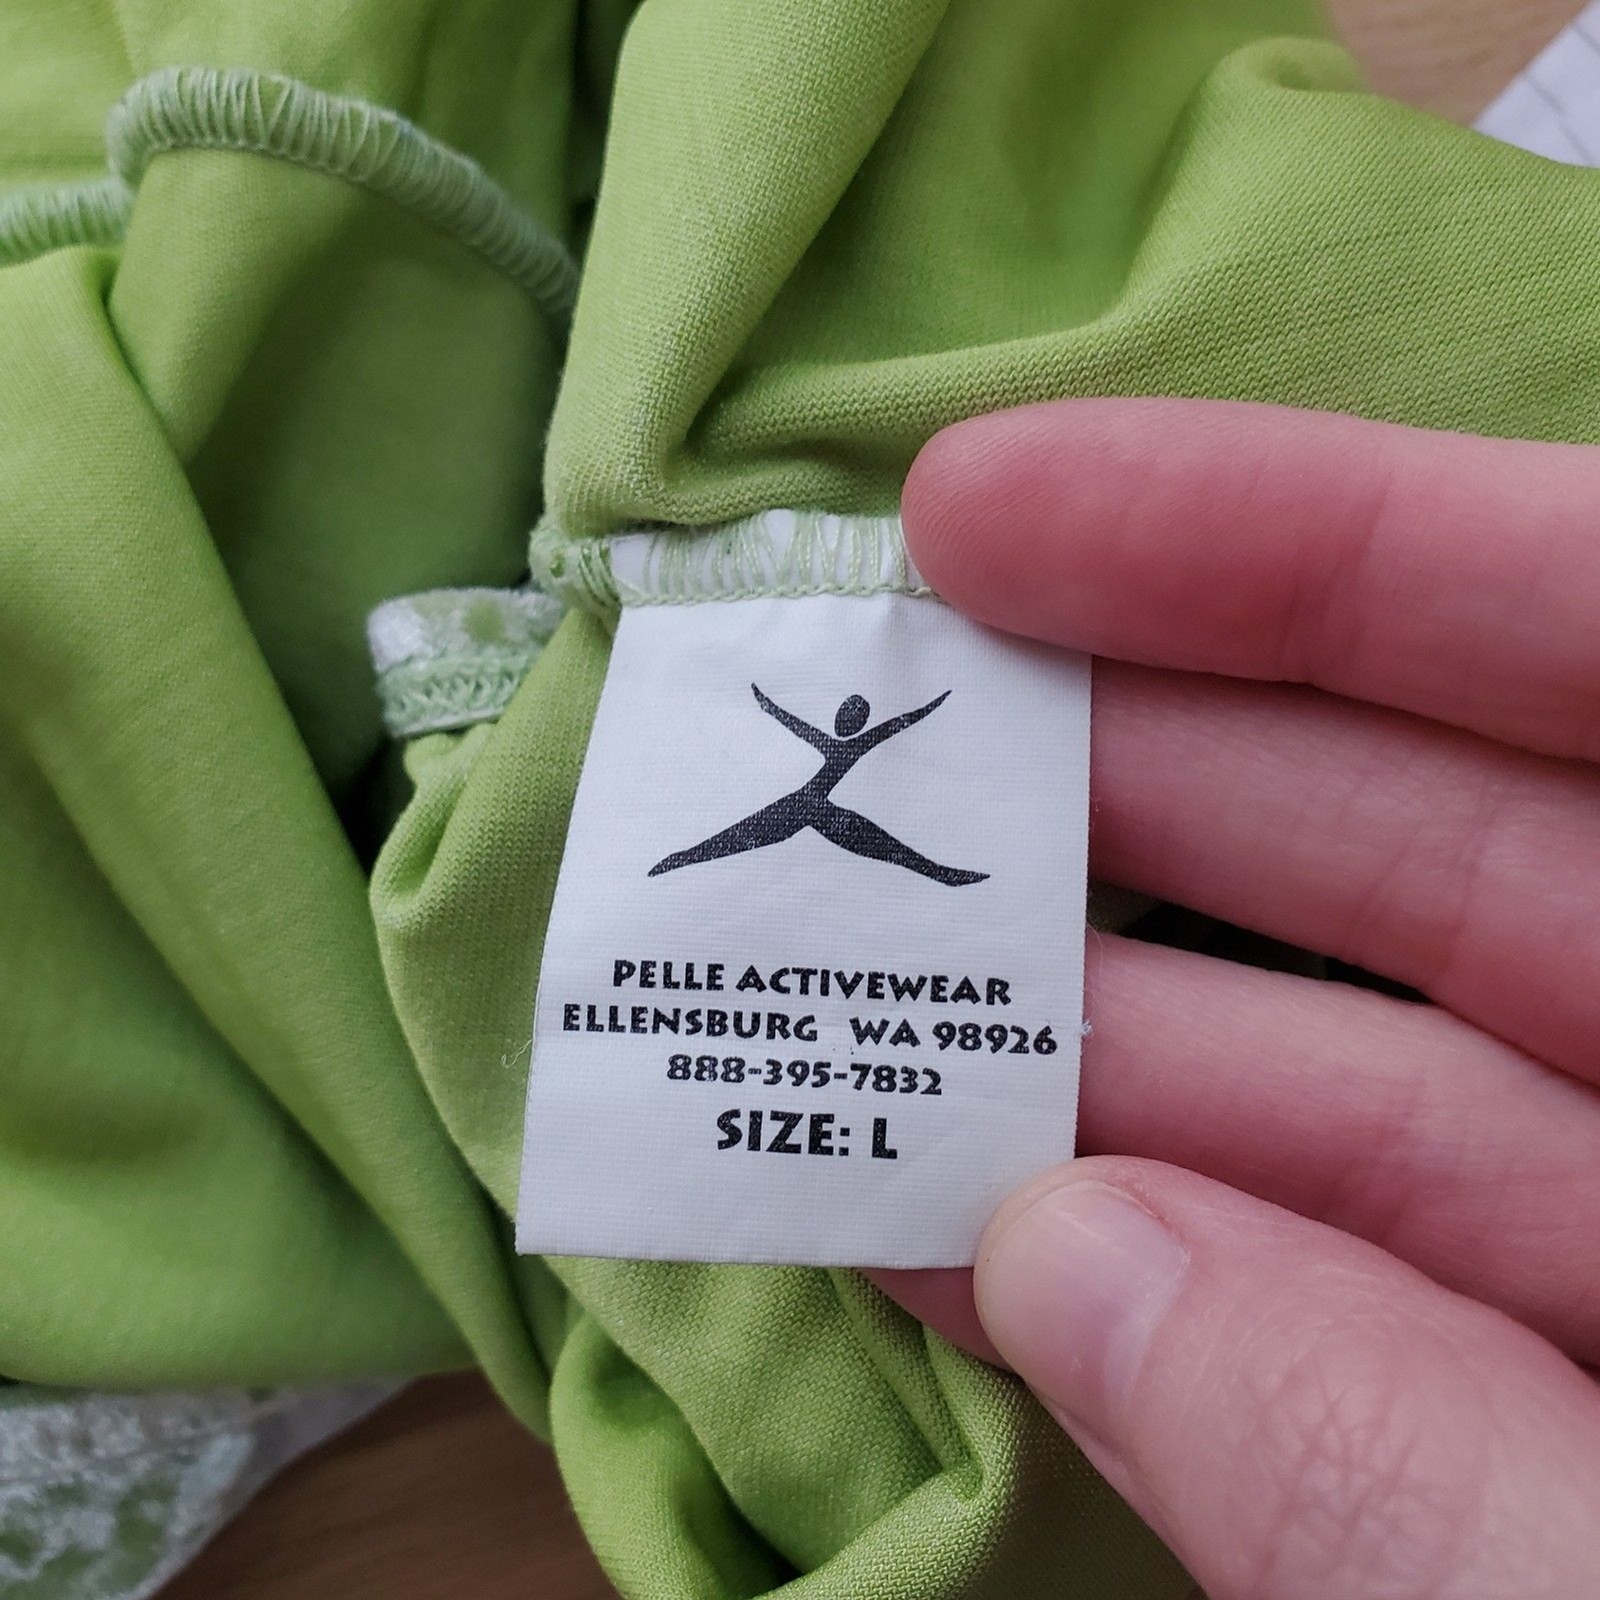 PELLE ACTIVEWEAR
ELLENSBURG WA 98926
888-395-7832
SIZE: L